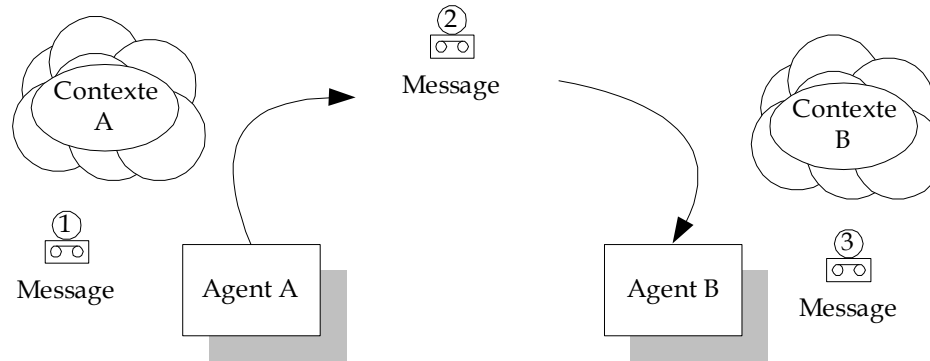 2
Message
Contexte
A
Contexte
B
1
Message
Agent A
Agent B
3
Message